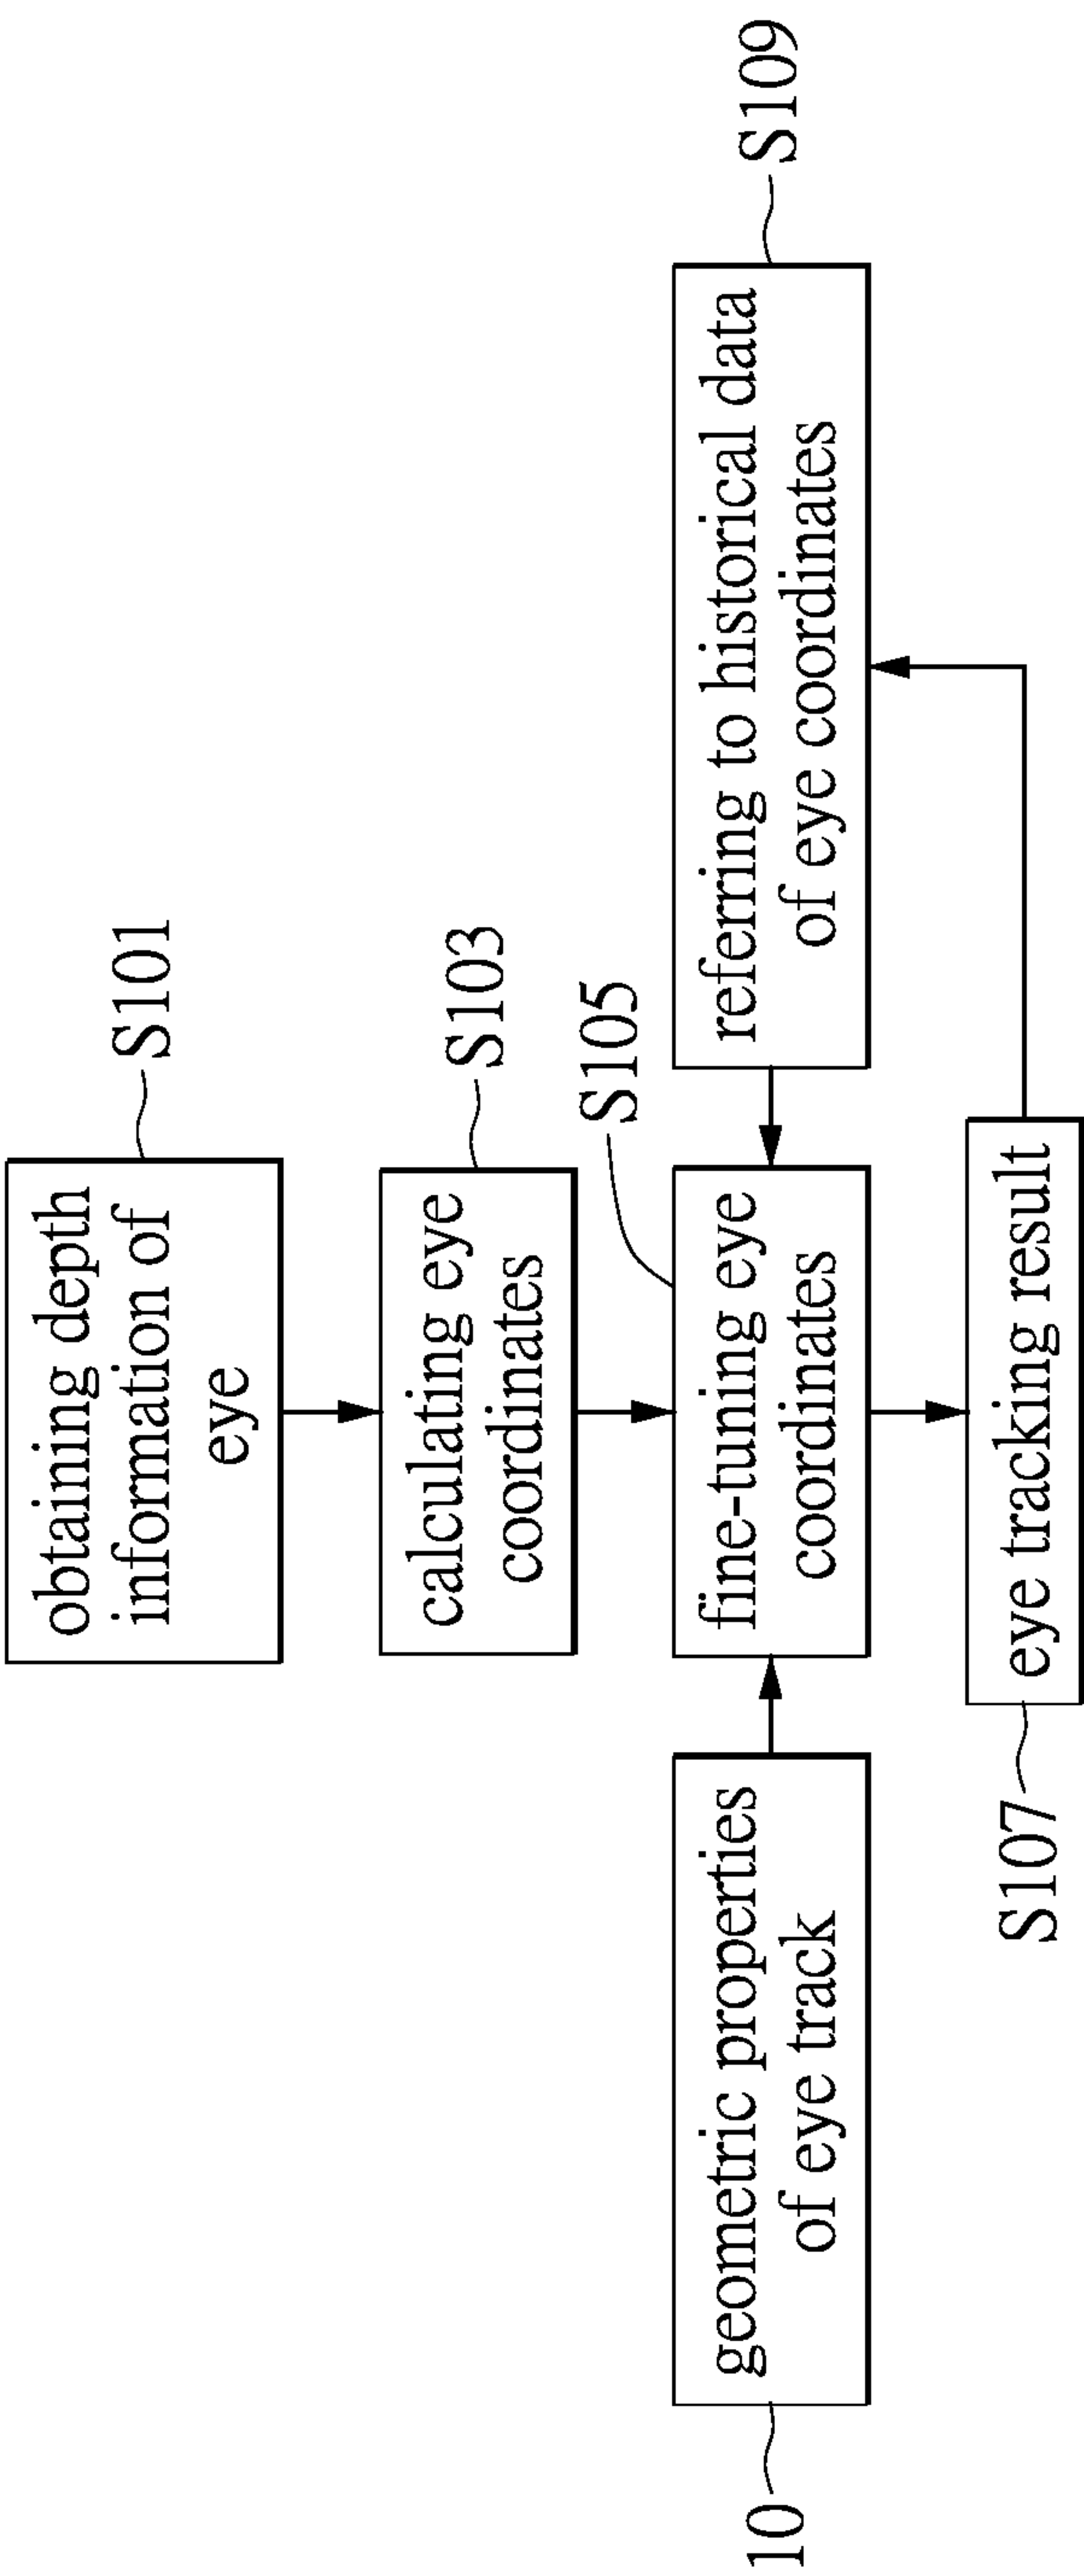 obtaining depth
information of
eye
S101
calculating eye
coordinates
S103
S105
geometric properties
of eye track
10
fine-tuning eye
coordinates
referring to historical data
of eye coordinates
S109
eye tracking result
S107